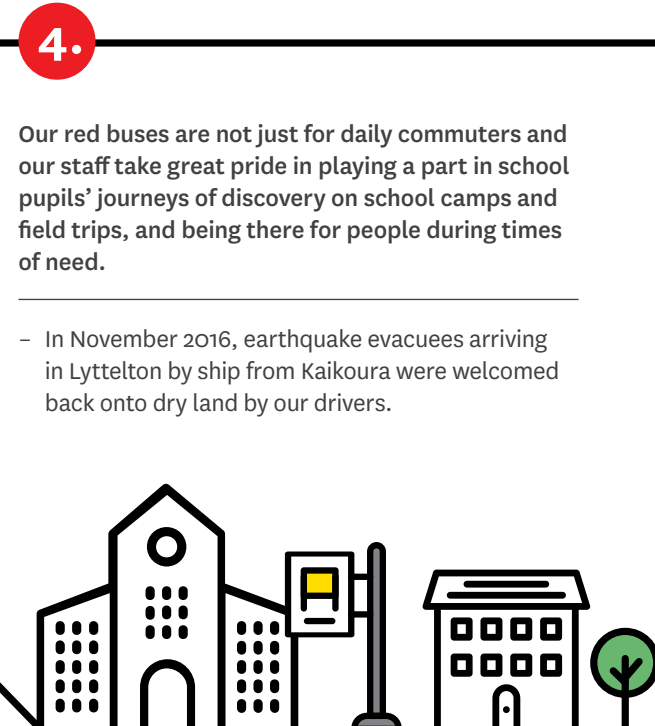 4.
Our red buses are not just for daily commuters and
our staff take great pride in playing a part in school
pupils’ journeys of discovery on school camps and
field trips, and being there for people during times
of need.
– In November 2016, earthquake evacuees arriving
in Lyttelton by ship from Kaikoura were welcomed
back onto dry land by our drivers.